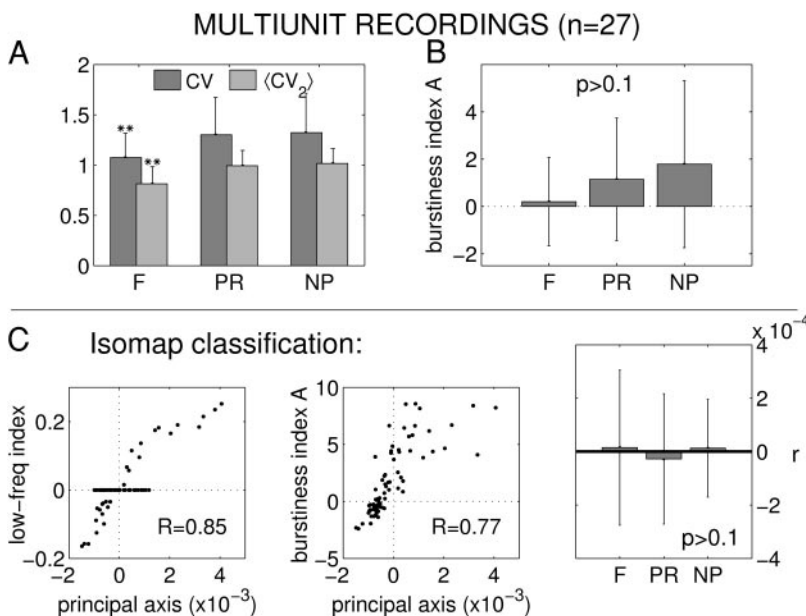 MULTIUNIT RECORDINGS (n=27)
A
CV
⟨CV₂⟩
2
1.5
1
0.5
0
**
**
F
PR
NP
B
burstiness index A
p>0.1
4
2
0
−2
F
PR
NP
C
Isomap classification:
low-freq index
0.2
0
−0.2
R=0.85
0
2
4
principal axis (x10⁻³)
burstiness index A
10
5
0
−5
R=0.77
0
2
4
principal axis (x10⁻³)
x 10⁻⁴
4
2
0
−2
−4
r
p>0.1
F
PR
NP